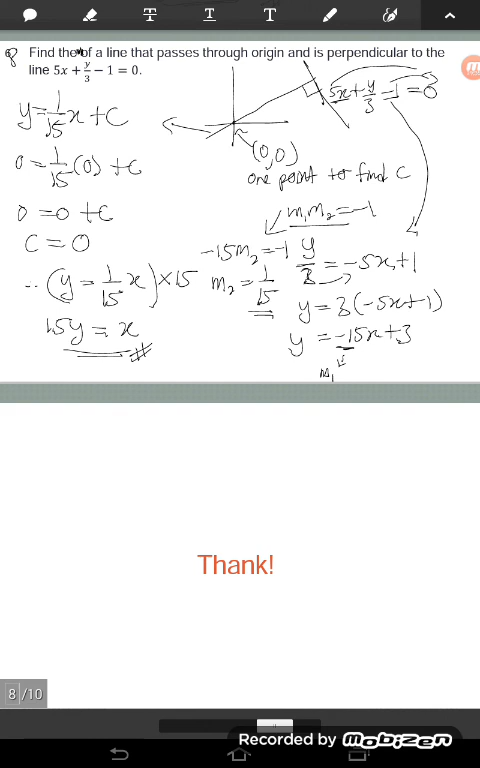 8 Find the of a line that passes through origin and is perpendicular to the
line 5x + y/3 − 1 = 0.
5x + y/3 − 1 = 0
y = 1/15 x + C
0 = 1/15 (0) + C
0 = 0 + C
C = 0
∴ (y = 1/15 x) × 15
15y = x
(0,0)
one point to find C
m₁m₂ = −1
−15m₂ = −1
m₂ = 1/15
y/3 = −5x + 1
y = 3(−5x + 1)
y = −15x + 3
m₁
Thank!
8 /10
Recorded by mobizen